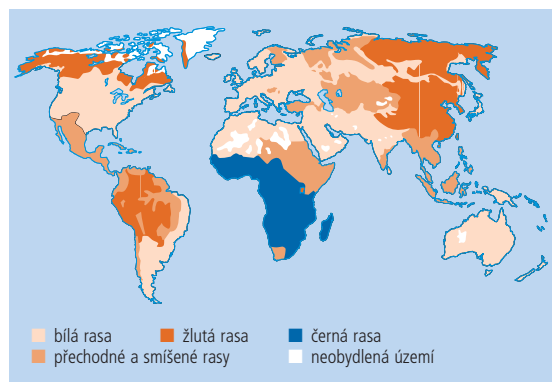 bílá rasa žlutá rasa černá rasa
přechodné a smíšené rasy neobydlená území